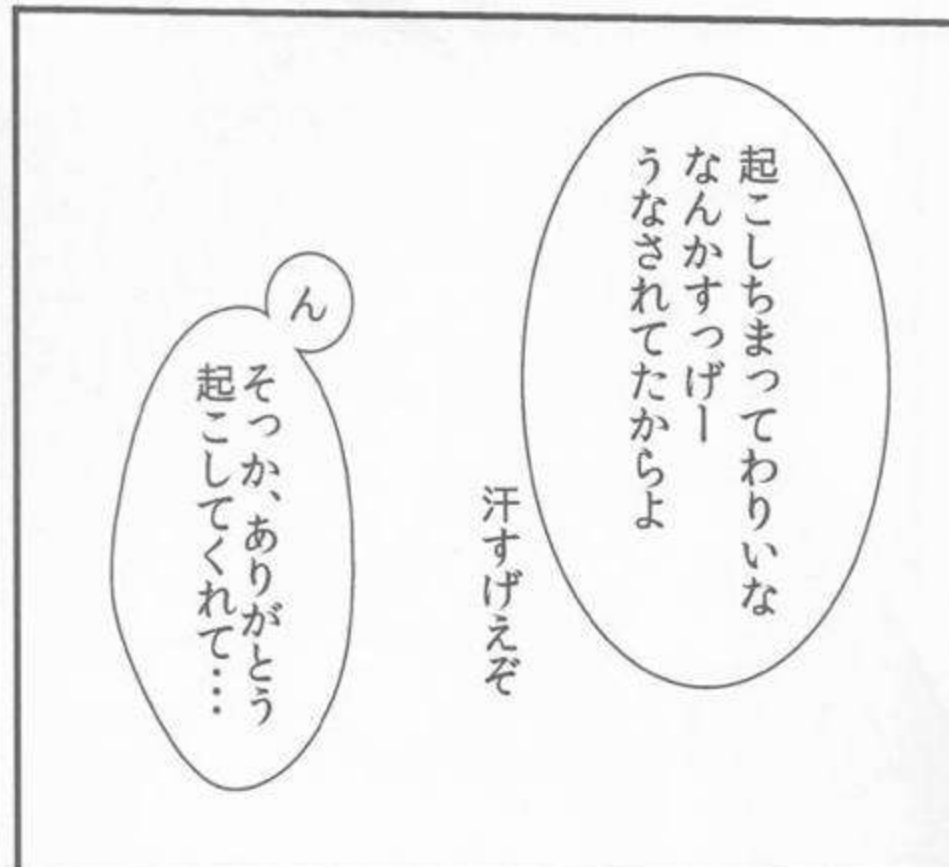 起こしちまってわりいな
なんかすっげー
うなされてたからよ
汗すげえぞ
ん
そっか、ありがとう
起こしてくれて・・・